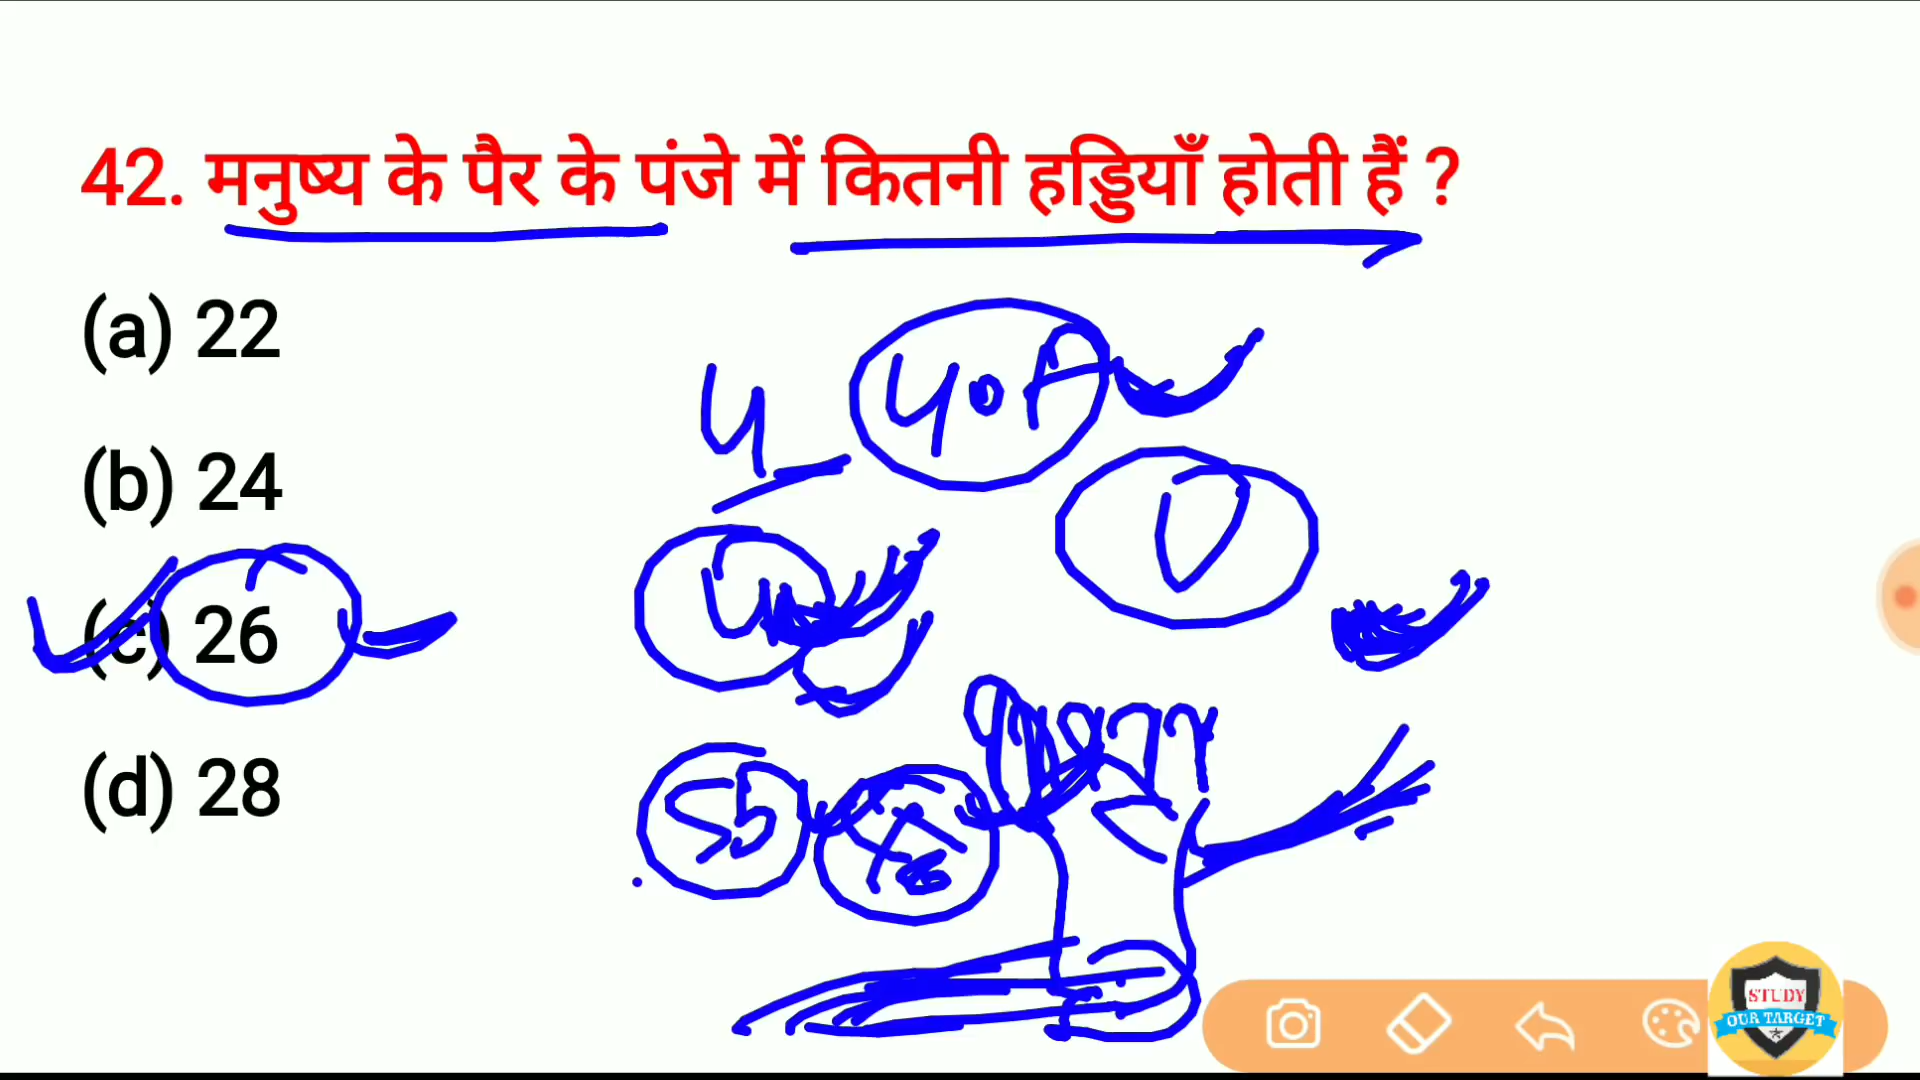 42. मनुष्य के पैर के पंजे में कितनी हड्डियाँ होती हैं ?
(a) 22
(b) 24
(c) 26
(d) 28
STUDY
OUR TARGET